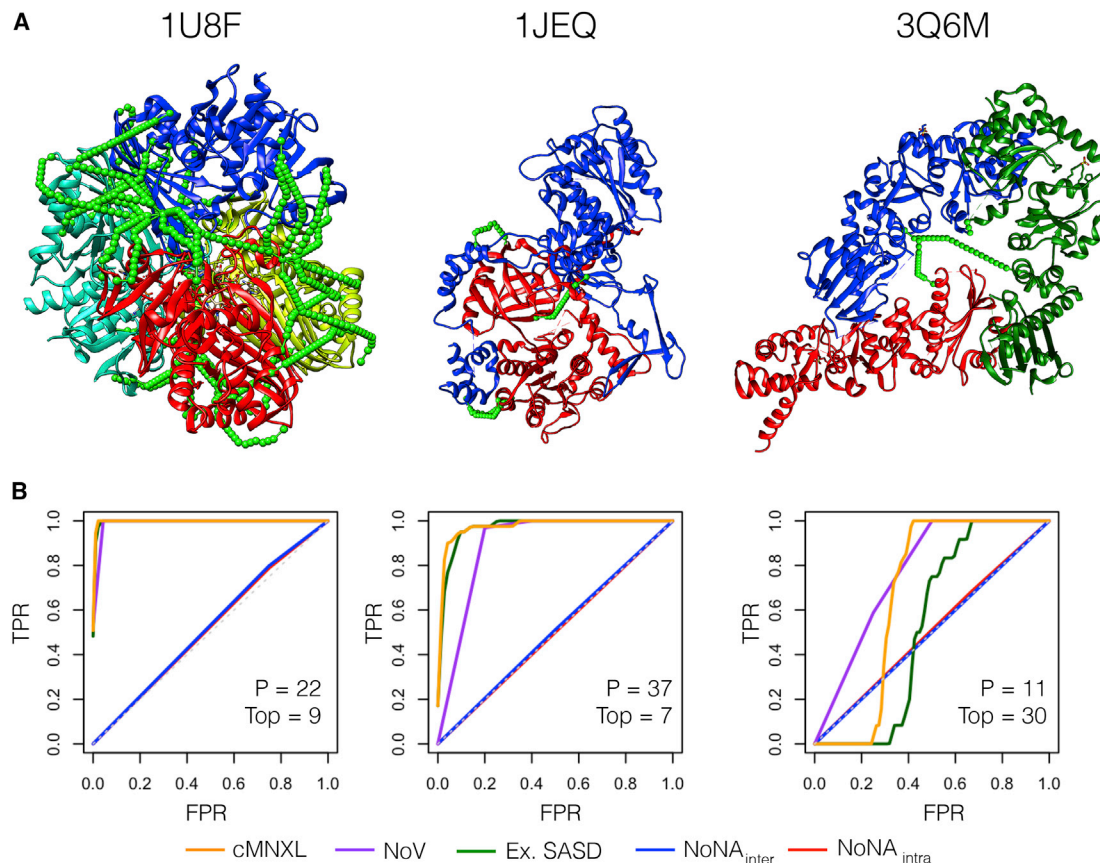 A
1U8F 1JEQ 3Q6M
B
TPR
1.0
0.8
0.6
0.4
0.2
0.0
P = 22
Top = 9
0.0 0.2 0.4 0.6 0.8 1.0
FPR
TPR
1.0
0.8
0.6
0.4
0.2
0.0
P = 37
Top = 7
0.0 0.2 0.4 0.6 0.8 1.0
FPR
TPR
1.0
0.8
0.6
0.4
0.2
0.0
P = 11
Top = 30
0.0 0.2 0.4 0.6 0.8 1.0
FPR
cMNXL NoV Ex. SASD NoNA inter NoNA intra